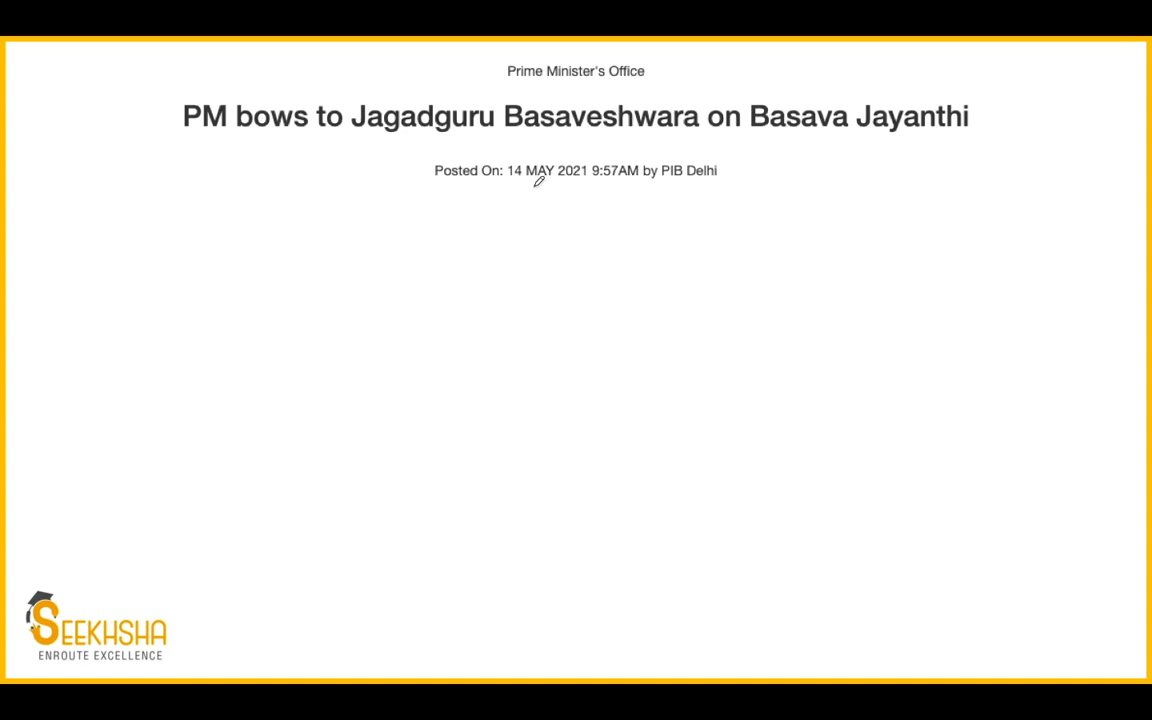 Prime Minister's Office
PM bows to Jagadguru Basaveshwara on Basava Jayanthi
Posted On: 14 MAY 2021 9:57AM by PIB Delhi
SEEKHSHA
ENROUTE EXCELLENCE